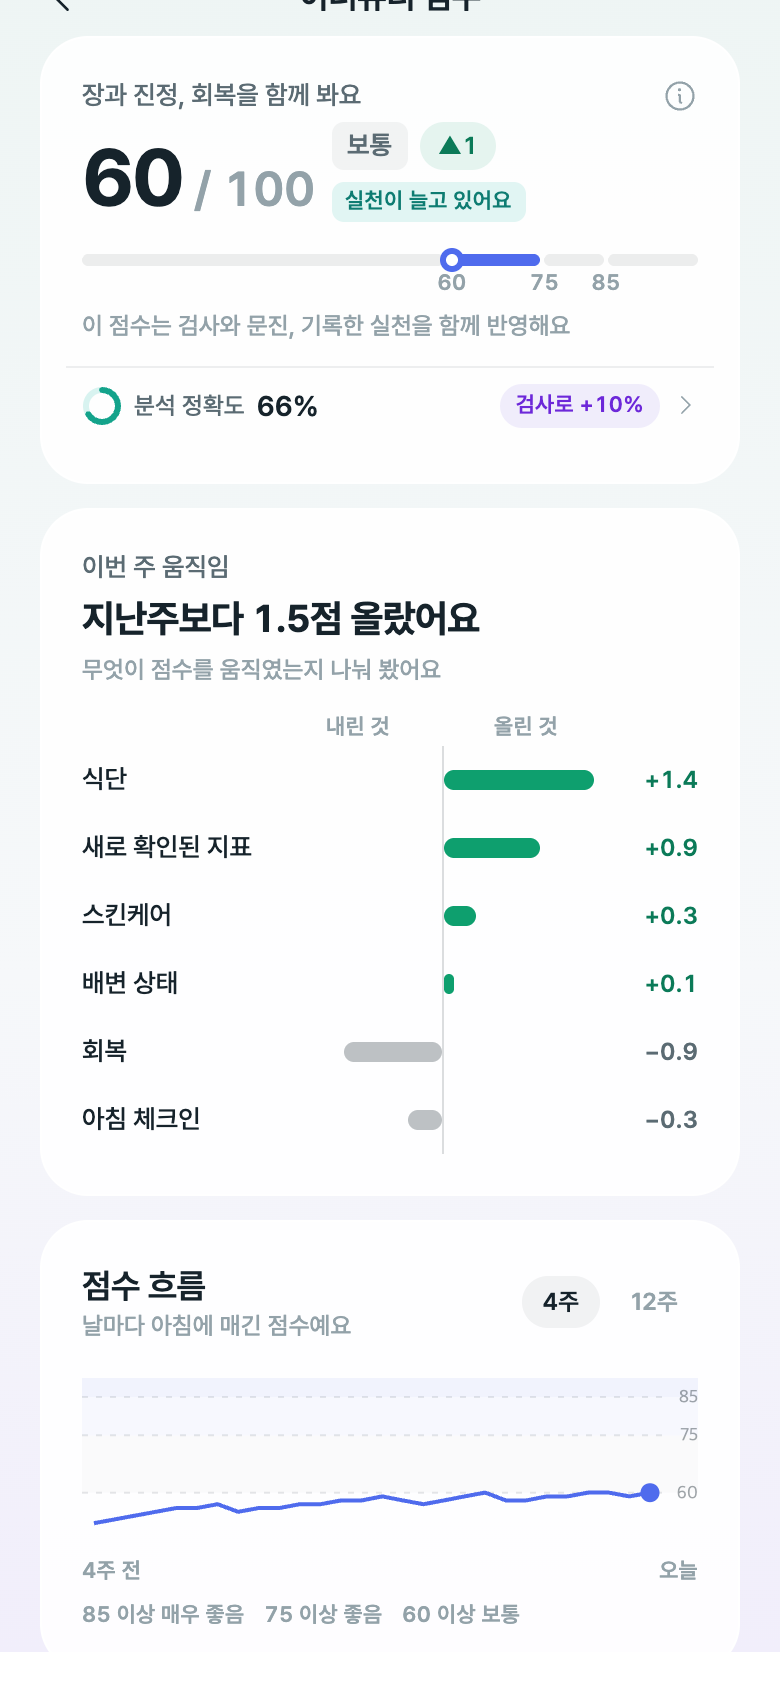 장과 진정, 회복을 함께 봐요
60 / 100
보통
▲1
실천이 늘고 있어요
60 75 85
이 점수는 검사와 문진, 기록한 실천을 함께 반영해요
분석 정확도 66%
검사로 +10%
이번 주 움직임
지난주보다 1.5점 올랐어요
무엇이 점수를 움직였는지 나눠 봤어요
내린 것 올린 것
식단 +1.4
새로 확인된 지표 +0.9
스킨케어 +0.3
배변 상태 +0.1
회복 −0.9
아침 체크인 −0.3
점수 흐름
날마다 아침에 매긴 점수예요
4주 12주
85
75
60
4주 전 오늘
85 이상 매우 좋음 75 이상 좋음 60 이상 보통